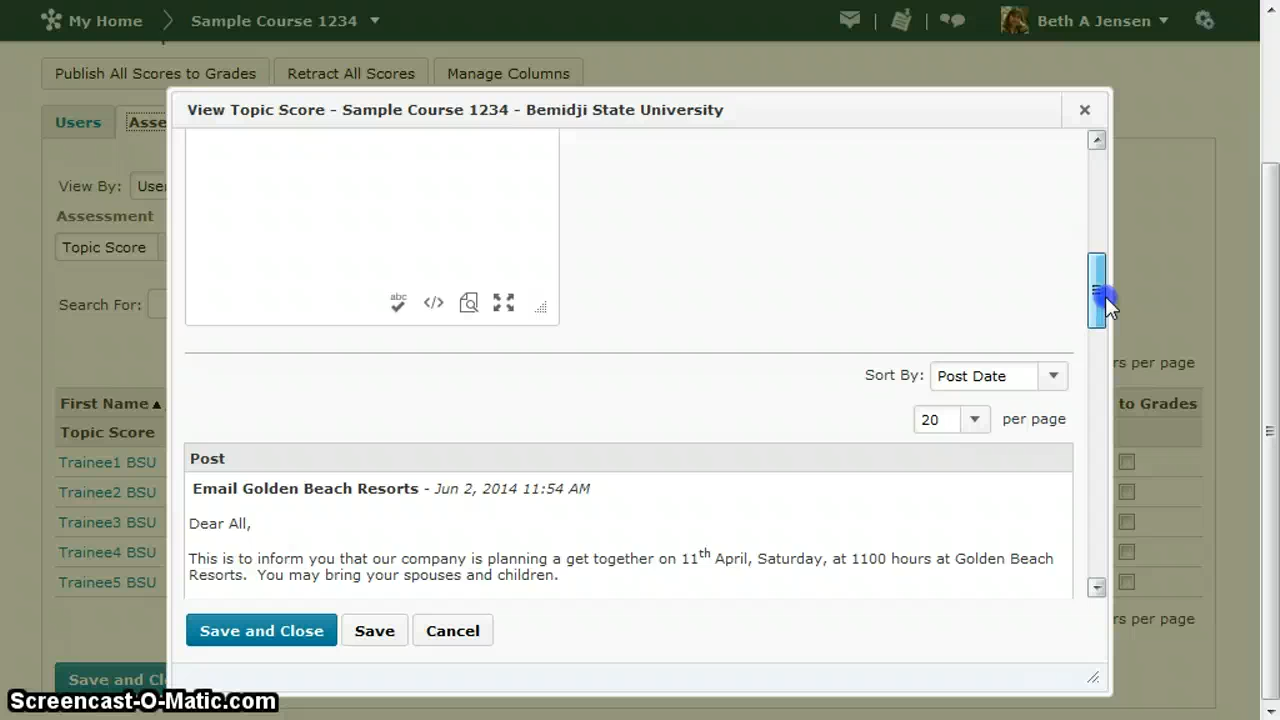 My Home
Sample Course 1234
Beth A Jensen
Publish All Scores to Grades
Retract All Scores
Manage Columns
View Topic Score - Sample Course 1234 - Bemidji State University
Users
Asse
View By:
User
Assessment
Topic Score
Search For:
abc
Sort By:
Post Date
rs per page
20
per page
First Name
to Grades
Topic Score
Post
Trainee1 BSU
Email Golden Beach Resorts - Jun 2, 2014 11:54 AM
Trainee2 BSU
Dear All,
Trainee3 BSU
This is to inform you that our company is planning a get together on 11th April, Saturday, at 1100 hours at Golden Beach
Trainee4 BSU
Resorts. You may bring your spouses and children.
Trainee5 BSU
rs per page
Save and Close
Save
Cancel
Save and Cl
Screencast-O-Matic.com